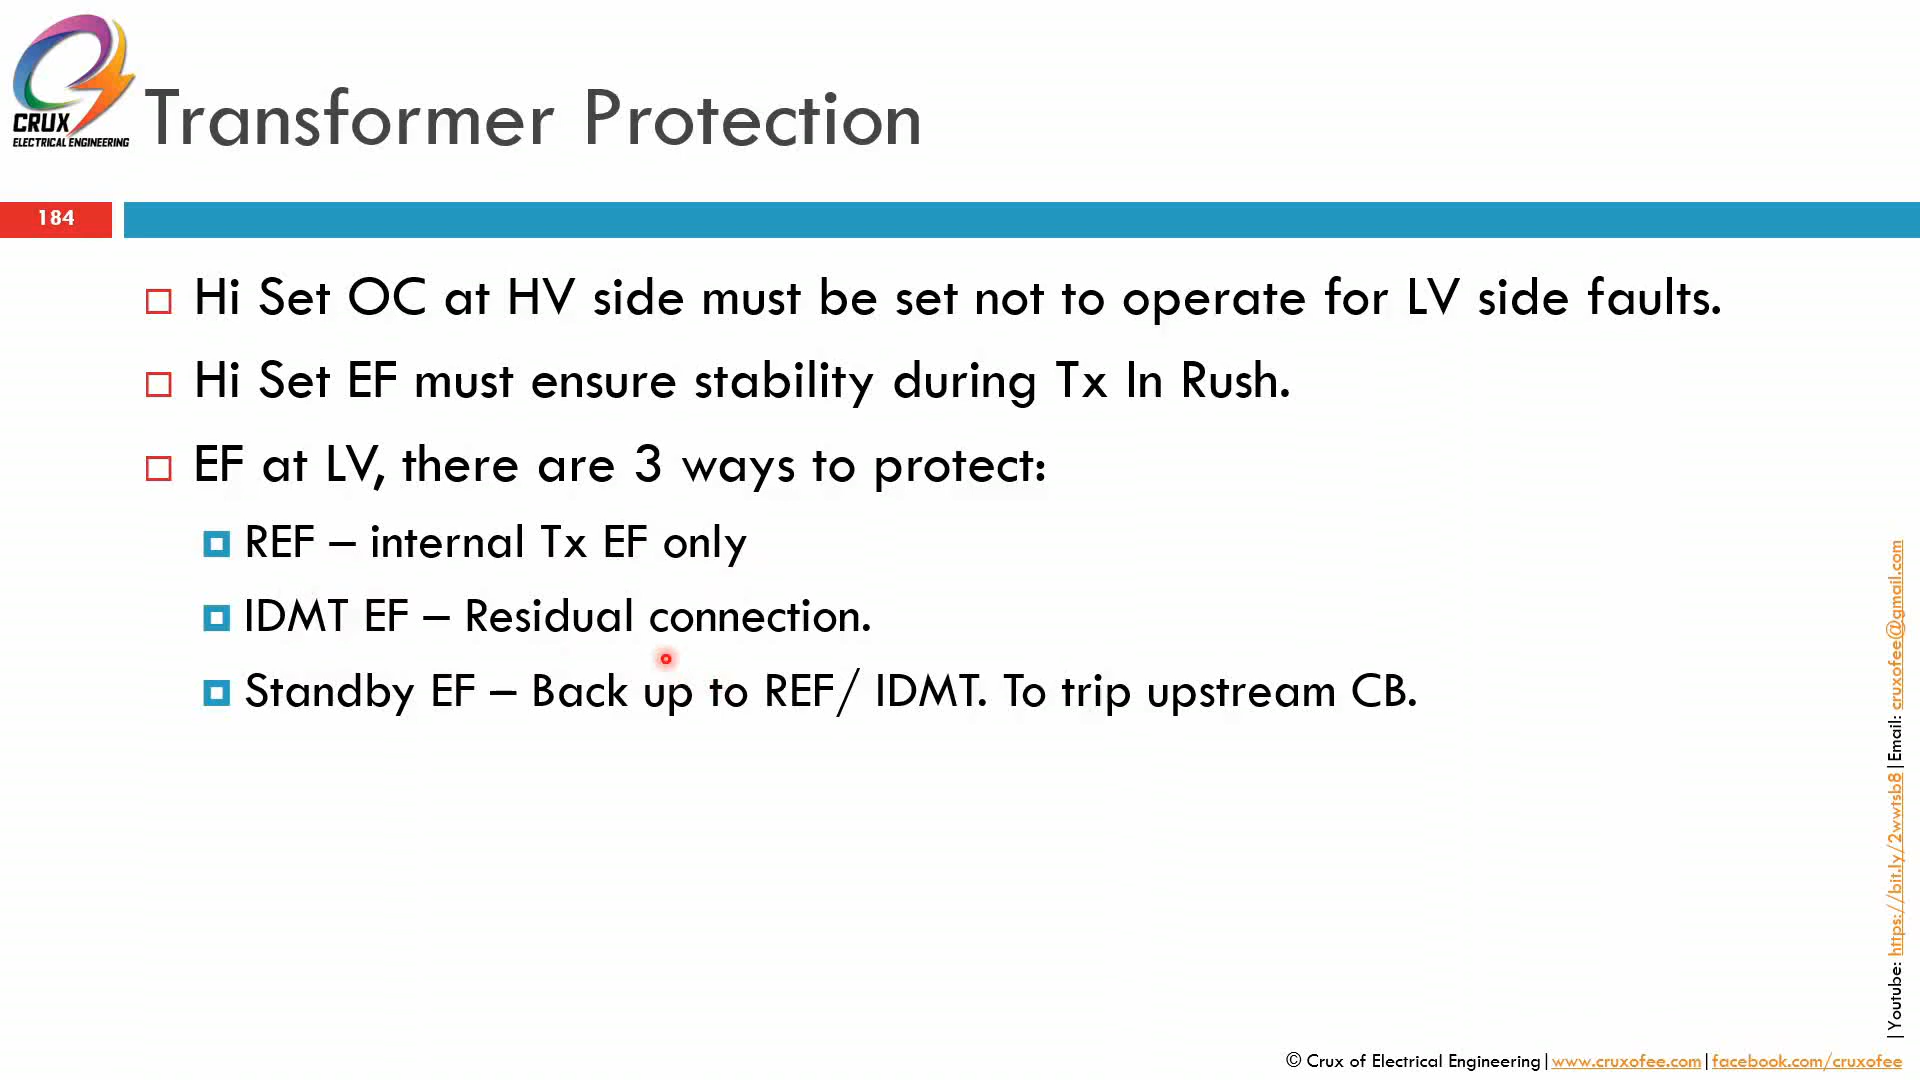 CRUX
ELECTRICAL ENGINEERING
Transformer Protection
184
Hi Set OC at HV side must be set not to operate for LV side faults.
Hi Set EF must ensure stability during Tx In Rush.
EF at LV, there are 3 ways to protect:
REF – internal Tx EF only
IDMT EF – Residual connection.
Standby EF – Back up to REF/ IDMT. To trip upstream CB.
|Youtube: https://bit.ly/2wwtsb8|Email: cruxofee@gmail.com
© Crux of Electrical Engineering|www.cruxofee.com|facebook.com/cruxofee